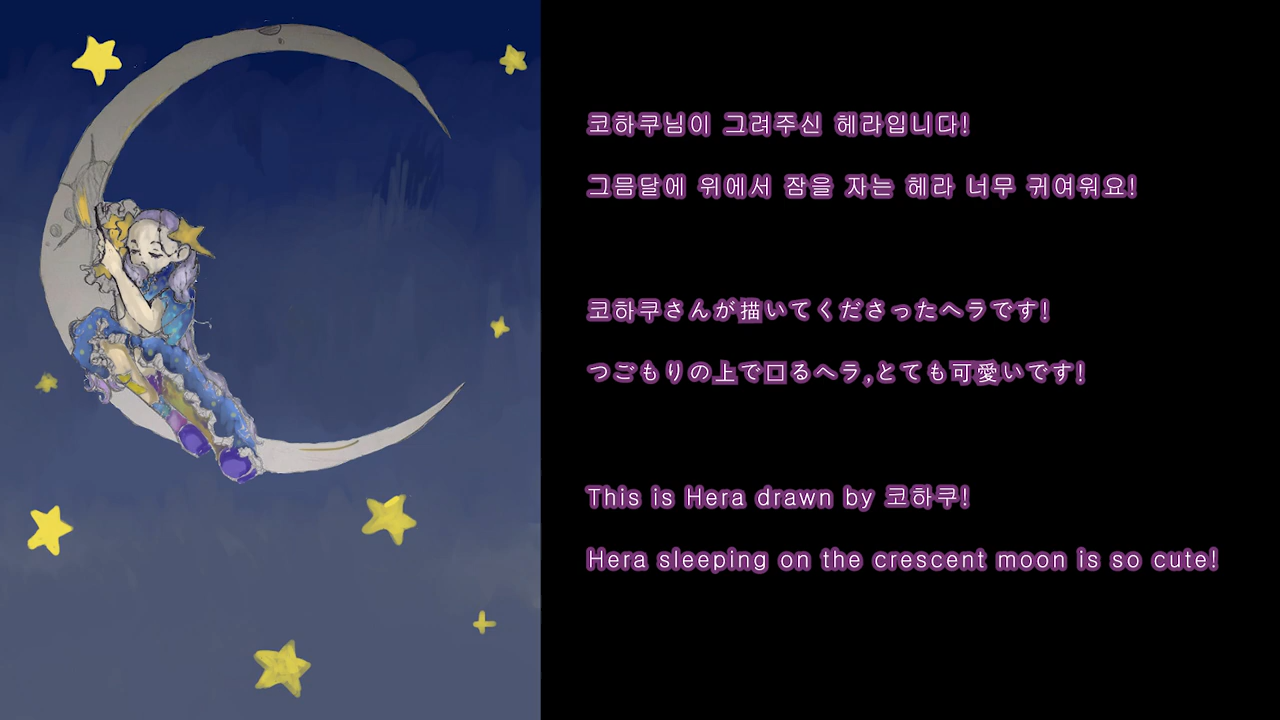 코하쿠님이 그려주신 헤라입니다!
그믐달에 위에서 잠을 자는 헤라 너무 귀여워요!
코하쿠さんが描いてくださったヘラです!
つごもりの上で口るヘラ,とても可愛いです!
This is Hera drawn by 코하쿠!
Hera sleeping on the crescent moon is so cute!